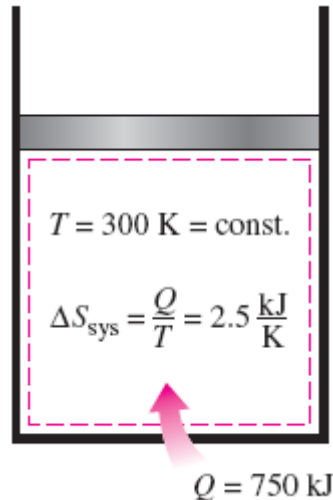 T = 300 K = const.
ΔS_sys = Q/T = 2.5 kJ/K
Q = 750 kJ